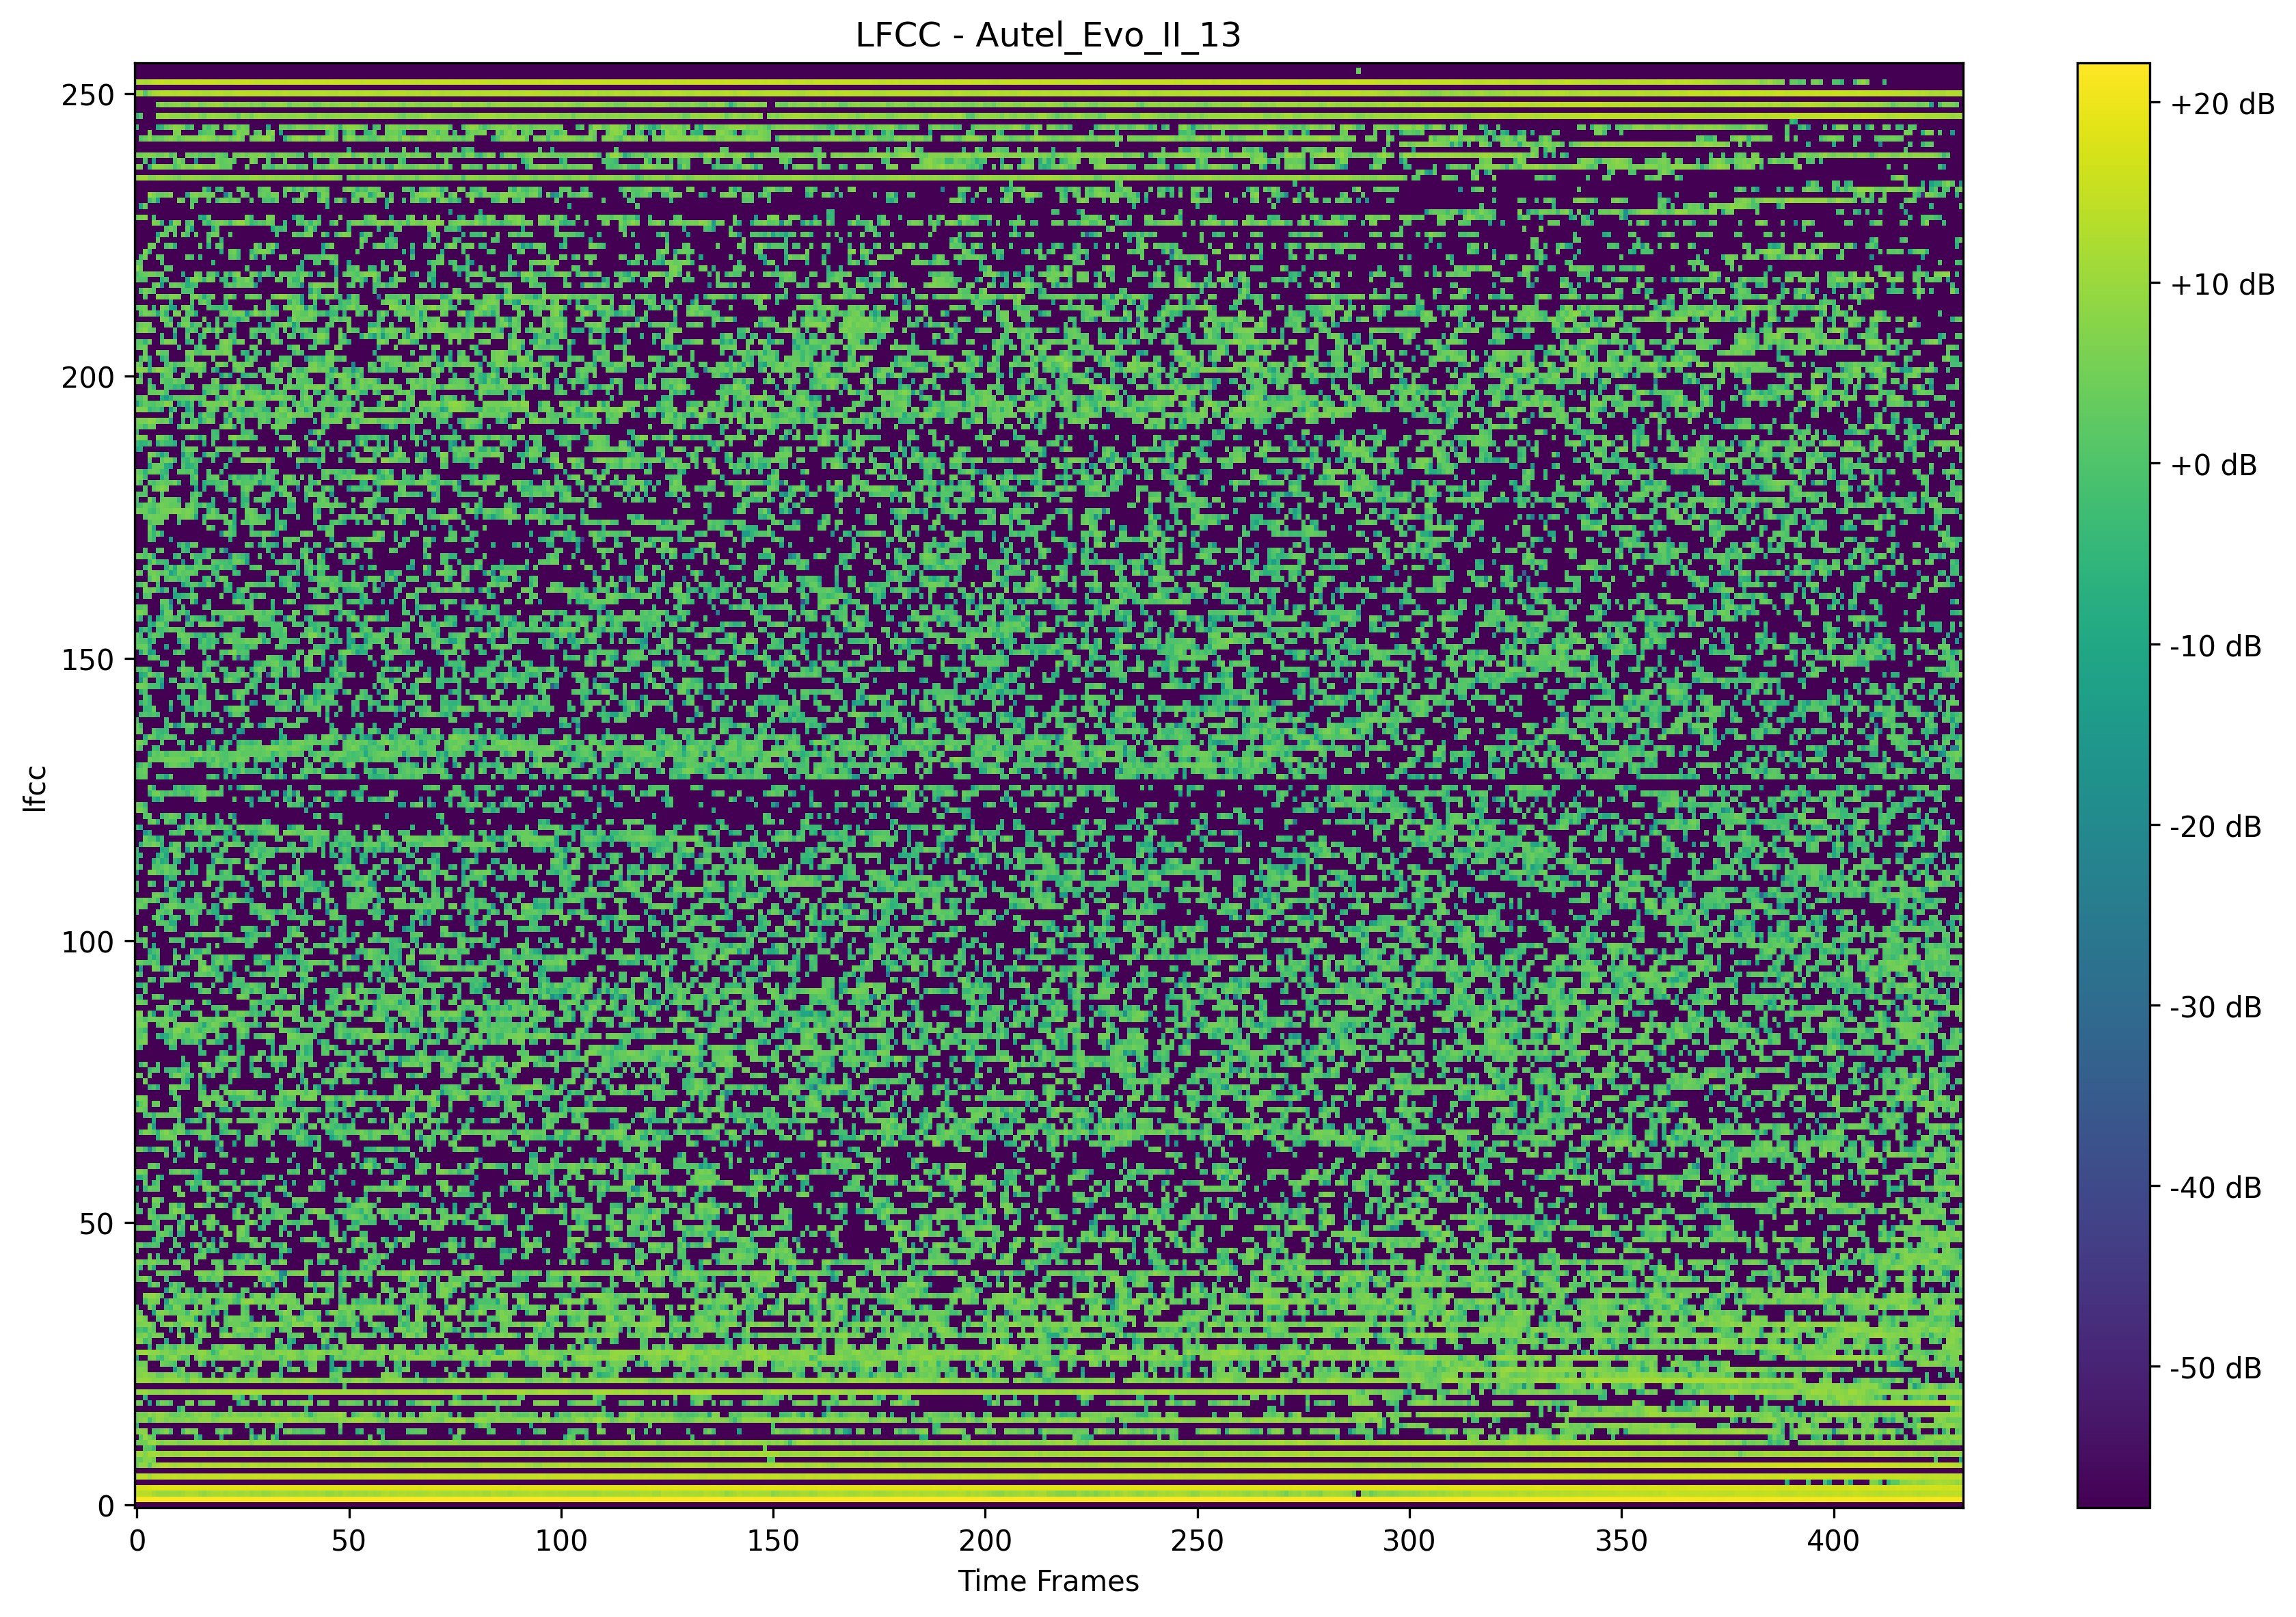 LFCC - Autel_Evo_II_13
250
200
150
100
50
0
lfcc
0 50 100 150 200 250 300 350 400
Time Frames
+20 dB
+10 dB
+0 dB
-10 dB
-20 dB
-30 dB
-40 dB
-50 dB